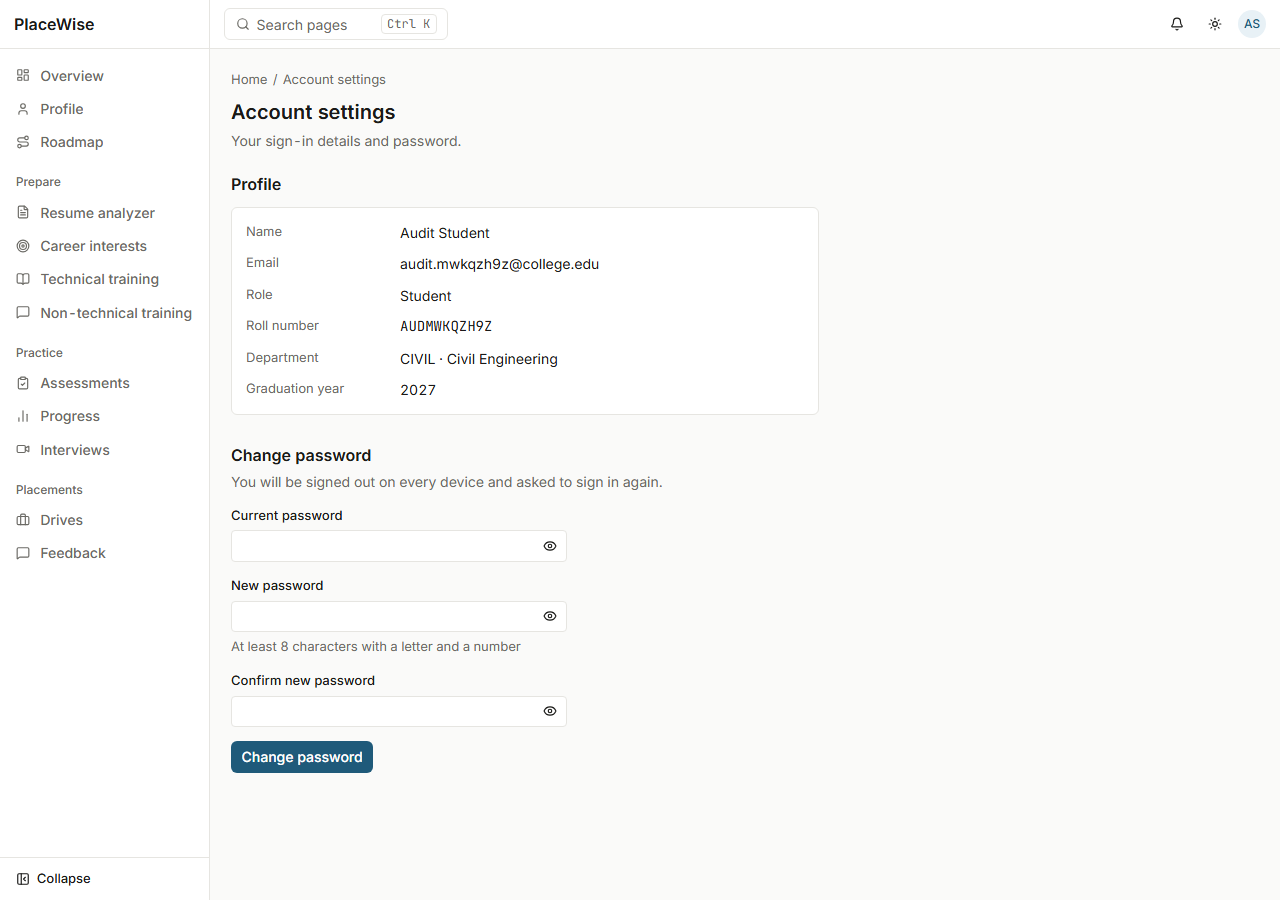 PlaceWise
Search pages
Ctrl K
AS
Overview
Profile
Roadmap
Prepare
Resume analyzer
Career interests
Technical training
Non-technical training
Practice
Assessments
Progress
Interviews
Placements
Drives
Feedback
Collapse
Home / Account settings
Account settings
Your sign-in details and password.
Profile
Name Audit Student
Email audit.mwkqzh9z@college.edu
Role Student
Roll number AUDMWKQZH9Z
Department CIVIL · Civil Engineering
Graduation year 2027
Change password
You will be signed out on every device and asked to sign in again.
Current password
New password
At least 8 characters with a letter and a number
Confirm new password
Change password